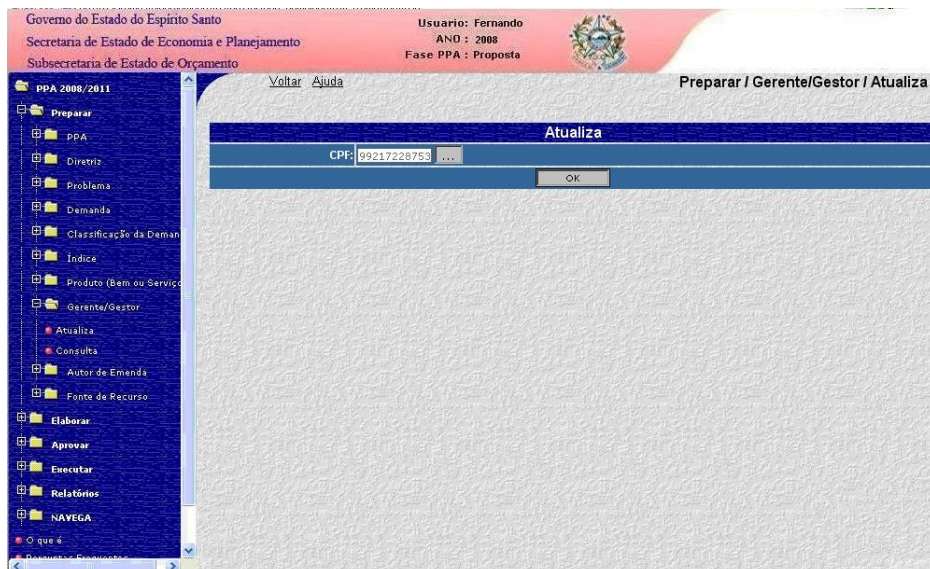 Governo do Estado do Espírito Santo
Secretaria de Estado de Economia e Planejamento
Subsecretaria de Estado de Orçamento
Usuario: Fernando
ANO : 2008
Fase PPA : Proposta
Voltar Ajuda
Preparar / Gerente/Gestor / Atualiza
PPA 2008/2011
Preparar
PPA
Diretriz
Problema
Demanda
Classificação da Deman
Índice
Produto (Bem ou Serviço
Gerente/Gestor
Atualiza
Consulta
Autor de Emenda
Fonte de Recurso
Elaborar
Aprovar
Executar
Relatórios
NAVEGA
O que é
Perguntas Frequentes
Atualiza
CPF: 99217228753 ...
OK